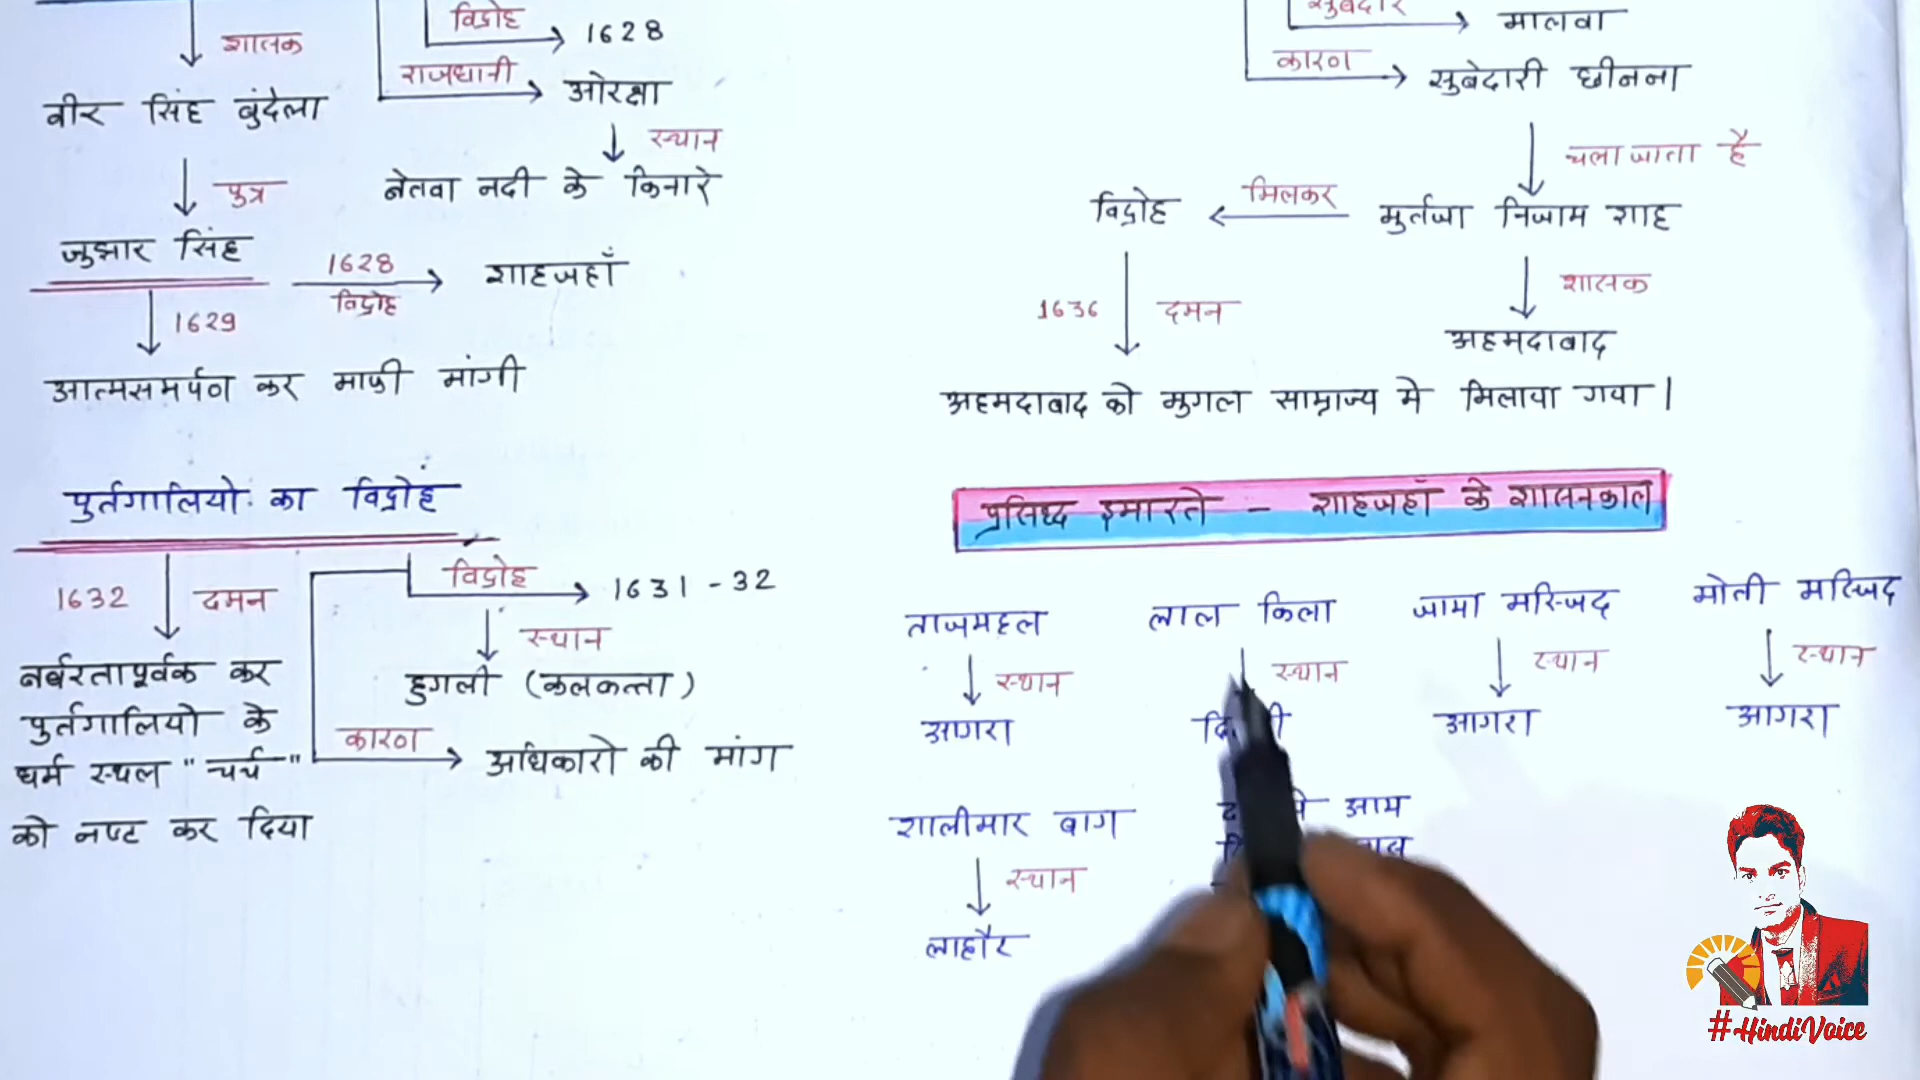 शासक
वीर सिंह बुंदेला
पुत्र
जुझार सिंह
1628
विद्रोह
शाहजहाँ
1629
आत्मसमर्पण कर माफी मांगी
विद्रोह
1628
राजधानी
ओरक्षा
स्थान
बेतवा नदी के किनारे
पुर्तगालियो का विद्रोह
1632
दमन
बर्बरतापूर्वक कर
पुर्तगालियो के
धर्म स्थल "चर्च"
को नष्ट कर दिया
विद्रोह
1631-32
स्थान
हुगली (कलकत्ता)
कारण
अधिकारो की मांग
सुबेदार
मालवा
कारण
सुबेदारी छीनना
चला जाता है
मुर्तजा निजाम शाह
मिलकर
विद्रोह
शासक
अहमदाबाद
1636
दमन
अहमदाबाद को मुगल साम्राज्य मे मिलाया गया।
प्रसिध्द इमारते - शाहजहाँ के शासनकाल
ताजमहल
स्थान
आगरा
लाल किला
स्थान
जामा मस्जिद
स्थान
आगरा
मोती मस्जिद
स्थान
आगरा
शालीमार बाग
स्थान
लाहौर
आम
#HindiVoice